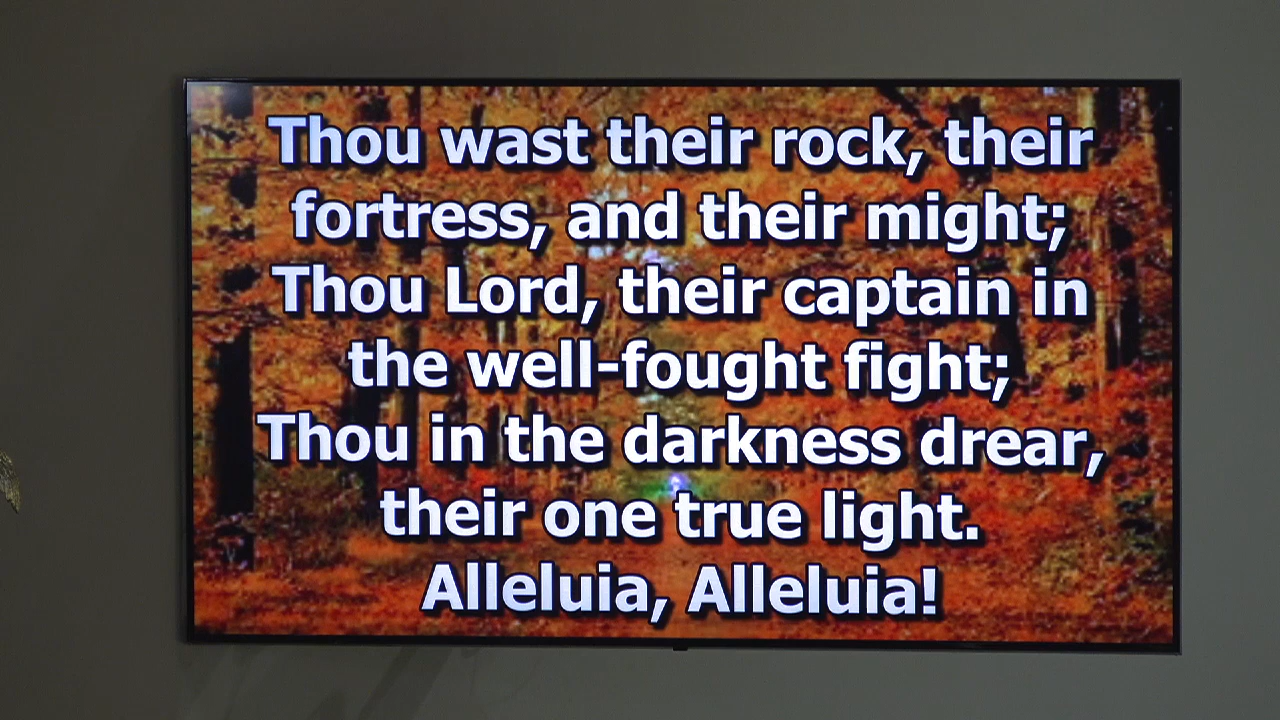 Thou wast their rock, their
fortress, and their might;
Thou Lord, their captain in
the well-fought fight;
Thou in the darkness drear,
their one true light.
Alleluia, Alleluia!